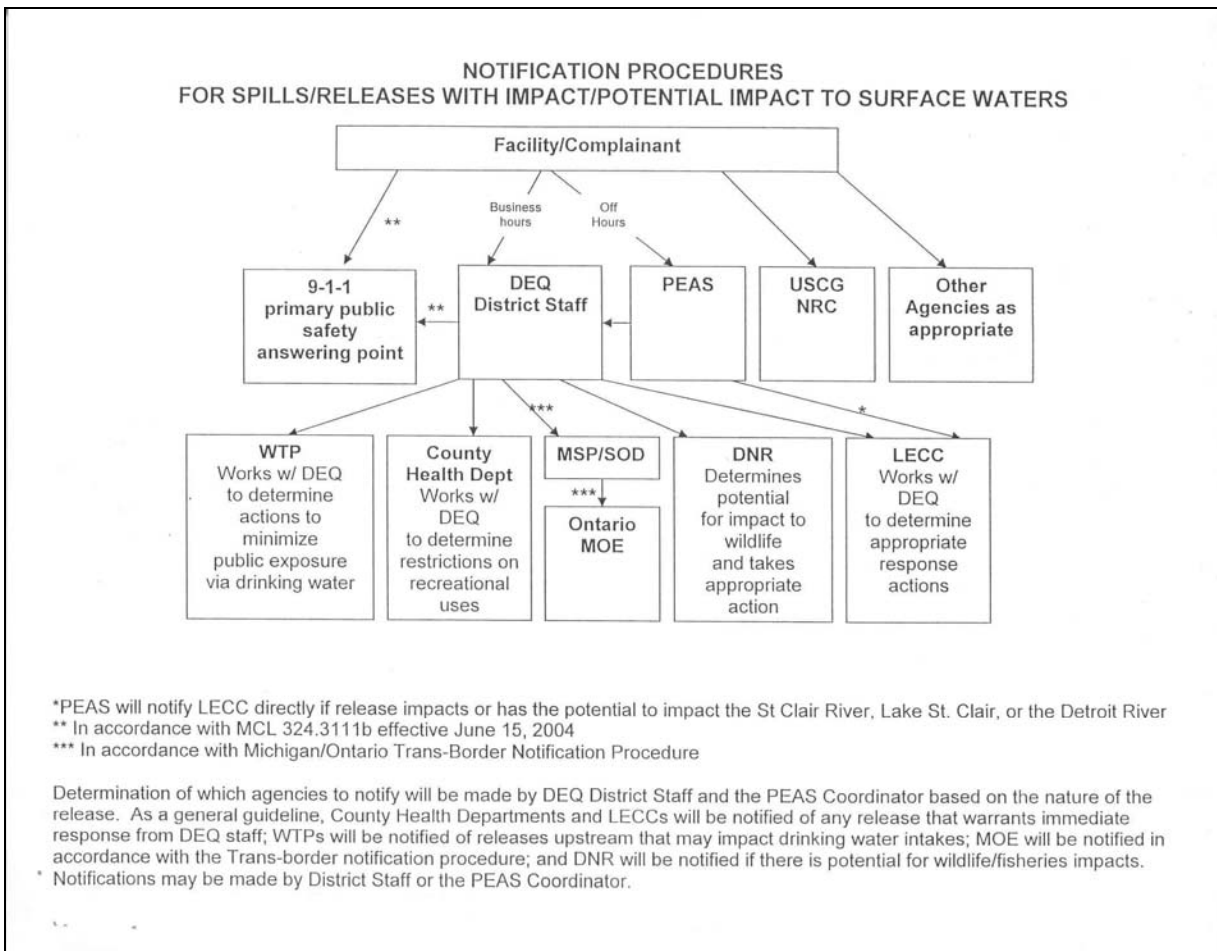 NOTIFICATION PROCEDURES
FOR SPILLS/RELEASES WITH IMPACT/POTENTIAL IMPACT TO SURFACE WATERS
Facility/Complainant
**
Business
hours
Off
Hours
9-1-1
primary public
safety
answering point
**
DEQ
District Staff
PEAS
USCG
NRC
Other
Agencies as
appropriate
***
*
WTP
Works w/ DEQ
to determine
actions to
minimize
public exposure
via drinking water
County
Health Dept
Works w/
DEQ
to determine
restrictions on
recreational
uses
MSP/SOD
***
Ontario
MOE
DNR
Determines
potential
for impact to
wildlife
and takes
appropriate
action
LECC
Works w/
DEQ
to determine
appropriate
response
actions
*PEAS will notify LECC directly if release impacts or has the potential to impact the St Clair River, Lake St. Clair, or the Detroit River
** In accordance with MCL 324.3111b effective June 15, 2004
*** In accordance with Michigan/Ontario Trans-Border Notification Procedure
Determination of which agencies to notify will be made by DEQ District Staff and the PEAS Coordinator based on the nature of the
release. As a general guideline, County Health Departments and LECCs will be notified of any release that warrants immediate
response from DEQ staff; WTPs will be notified of releases upstream that may impact drinking water intakes; MOE will be notified in
accordance with the Trans-border notification procedure; and DNR will be notified if there is potential for wildlife/fisheries impacts.
Notifications may be made by District Staff or the PEAS Coordinator.